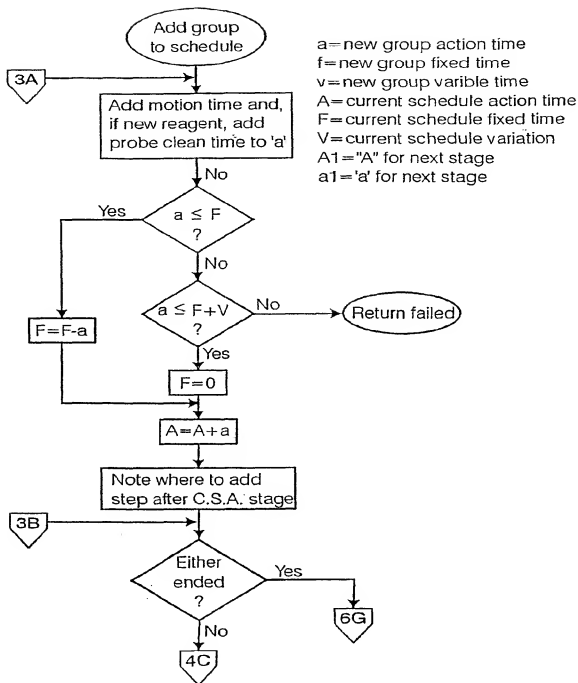 Add group
to schedule
a=new group action time
f=new group fixed time
v=new group varible time
A=current schedule action time
F=current schedule fixed time
V=current schedule variation
A1="A" for next stage
a1='a' for next stage
3A
Add motion time and,
if new reagent, add
probe clean time to 'a'
No
Yes
a ≤ F
?
No
a ≤ F+V
?
No
Return failed
F=F-a
Yes
F=0
A=A+a
Note where to add
step after C.S.A. stage
3B
Either
ended
?
Yes
6G
No
4C